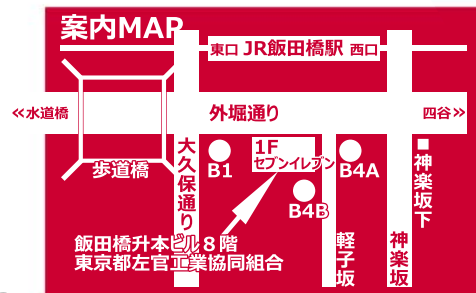 案内MAP
東口 JR飯田橋駅 西口
≪水道橋
外堀通り
四谷≫
歩道橋
大久保通り
B1
1F
セブンイレブン
B4A
B4B
■神楽坂下
軽子坂
神楽坂
飯田橋升本ビル8階
東京都左官工業協同組合